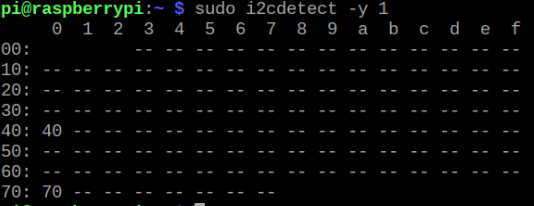 pi@raspberrypi:~ $ sudo i2cdetect -y 1
     0  1  2  3  4  5  6  7  8  9  a  b  c  d  e  f
00:          -- -- -- -- -- -- -- -- -- -- -- -- --
10: -- -- -- -- -- -- -- -- -- -- -- -- -- -- -- --
20: -- -- -- -- -- -- -- -- -- -- -- -- -- -- -- --
30: -- -- -- -- -- -- -- -- -- -- -- -- -- -- -- --
40: 40 -- -- -- -- -- -- -- -- -- -- -- -- -- -- --
50: -- -- -- -- -- -- -- -- -- -- -- -- -- -- -- --
60: -- -- -- -- -- -- -- -- -- -- -- -- -- -- -- --
70: 70 -- -- -- -- -- -- --